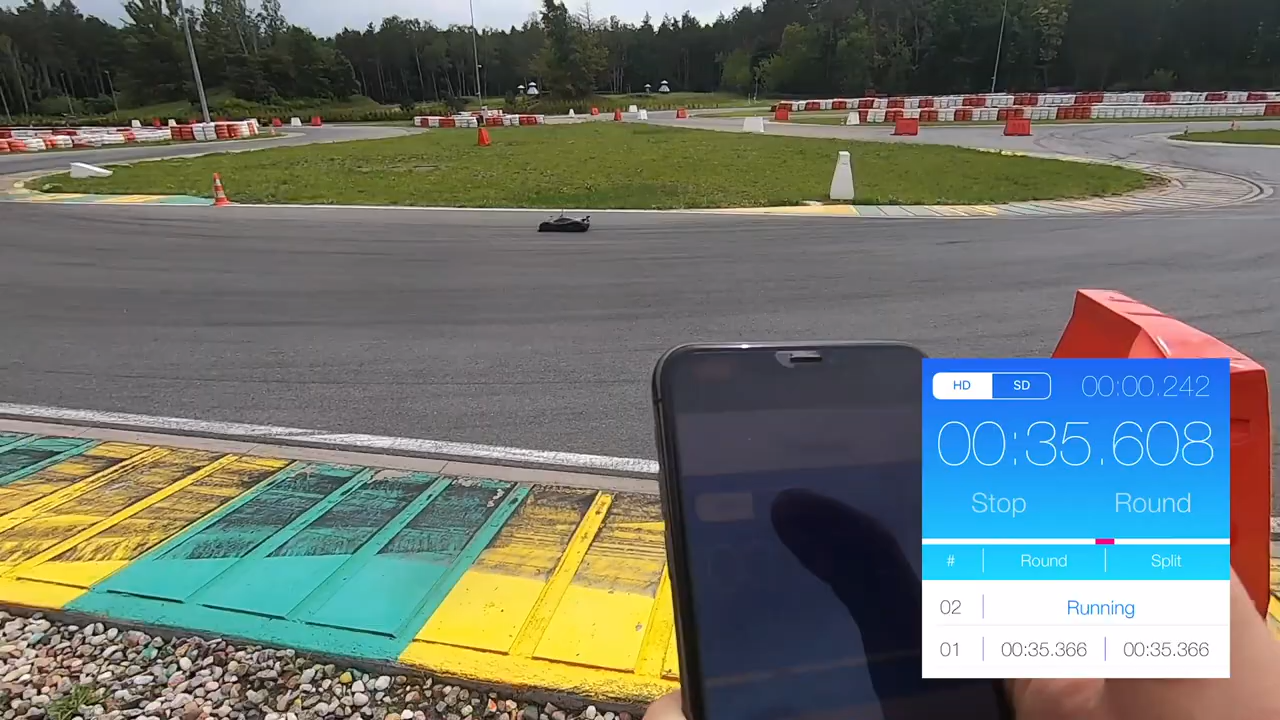 HD SD 00:00.242
00:35.608
Stop Round
# Round Split
02 Running
01 00:35.366 00:35.366